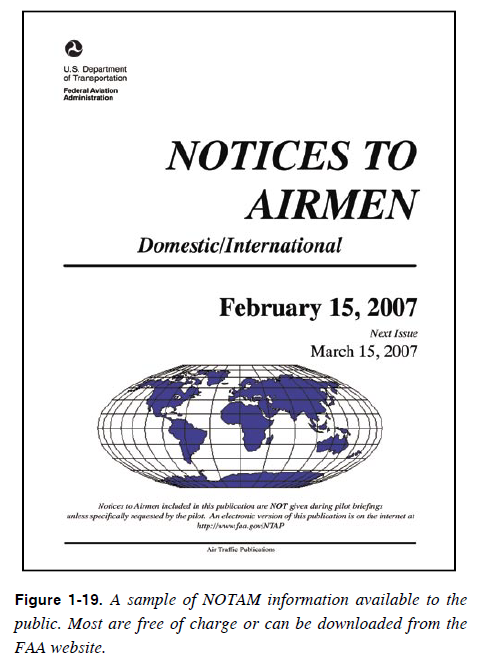 U.S. Department
of Transportation
Federal Aviation
Administration
NOTICES TO
AIRMEN
Domestic/International
February 15, 2007
Next Issue
March 15, 2007
Notices to Airmen included in this publication are NOT given during pilot briefings
unless specifically requested by the pilot. An electronic version of this publication is on the internet at
http://www.faa.gov/NTAP
Air Traffic Publications
Figure 1-19. A sample of NOTAM information available to the
public. Most are free of charge or can be downloaded from the
FAA website.